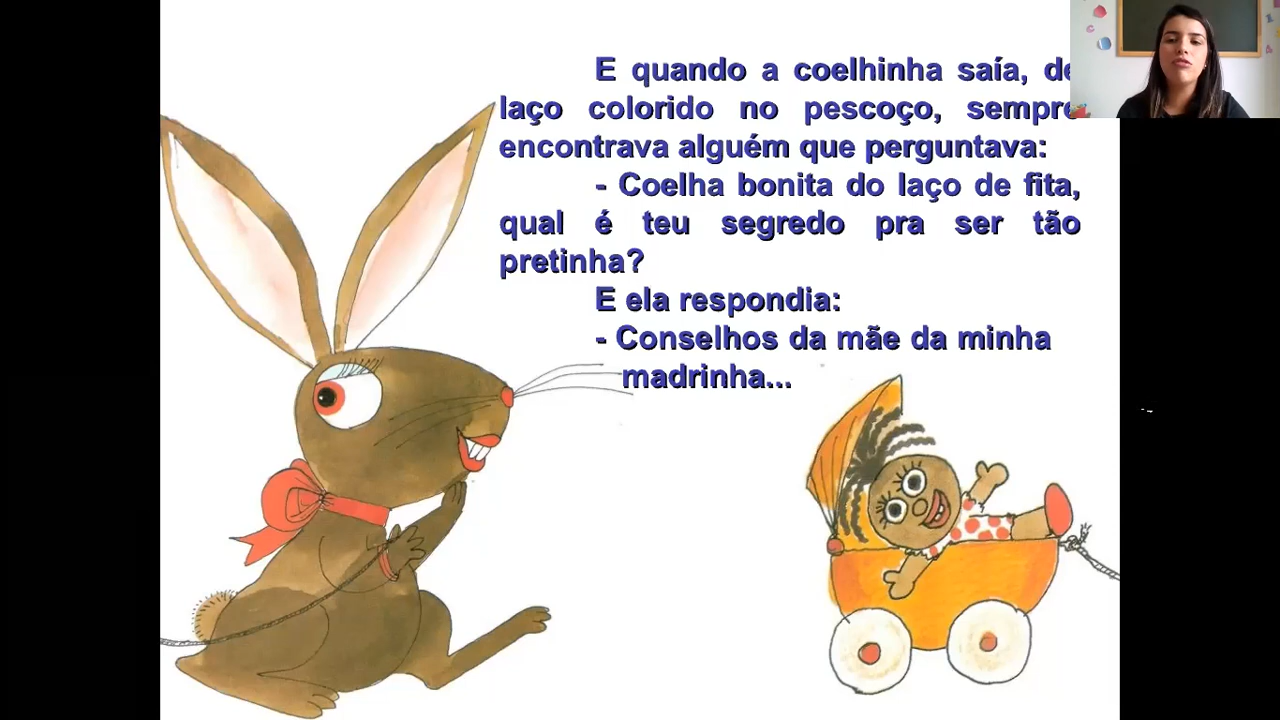 E quando a coelhinha saía, de
laço colorido no pescoço, sempre
encontrava alguém que perguntava:
- Coelha bonita do laço de fita,
qual é teu segredo pra ser tão
pretinha?
E ela respondia:
- Conselhos da mãe da minha
madrinha...